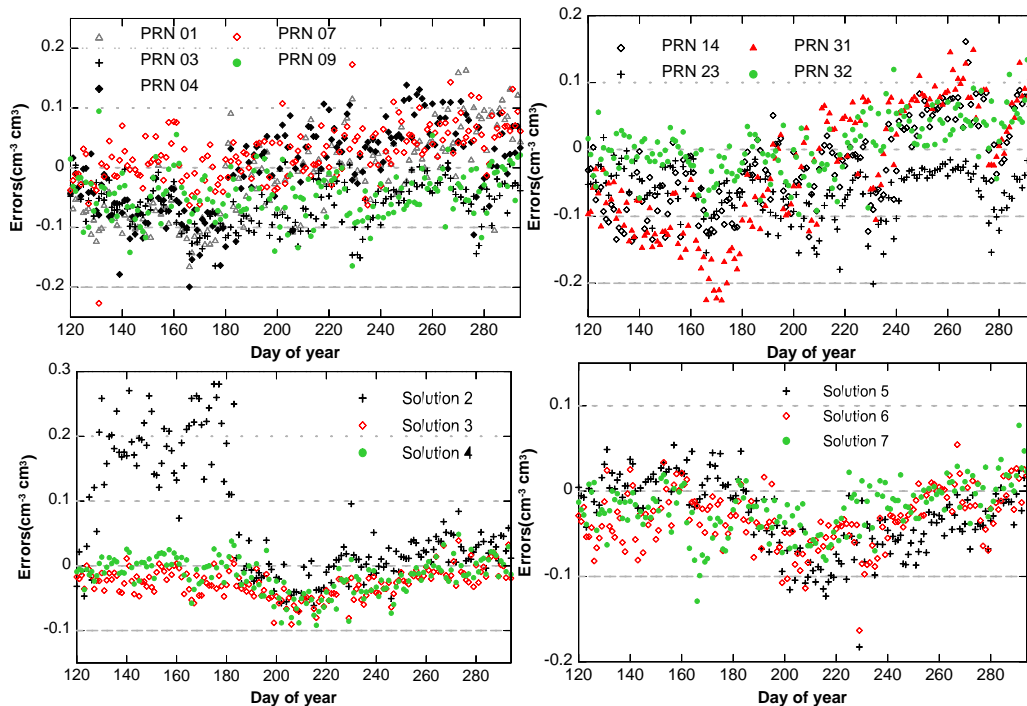 PRN 01
PRN 07
PRN 03
PRN 09
PRN 04
0.2
0.1
0
-0.1
-0.2
Errors(cm-3 cm3)
120 140 160 180 200 220 240 260 280
Day of year
PRN 14
PRN 31
PRN 23
PRN 32
0.1
0
-0.1
-0.2
Errors(cm-3 cm3)
120 140 160 180 200 220 240 260 280
Day of year
Solution 2
Solution 3
Solution 4
0.3
0.2
0.1
0
-0.1
Errors(cm-3 cm3)
120 140 160 180 200 220 240 260 280
Day of year
Solution 5
Solution 6
Solution 7
0.1
0
-0.1
-0.2
Errors(cm-3 cm3)
120 140 160 180 200 220 240 260 280
Day of year